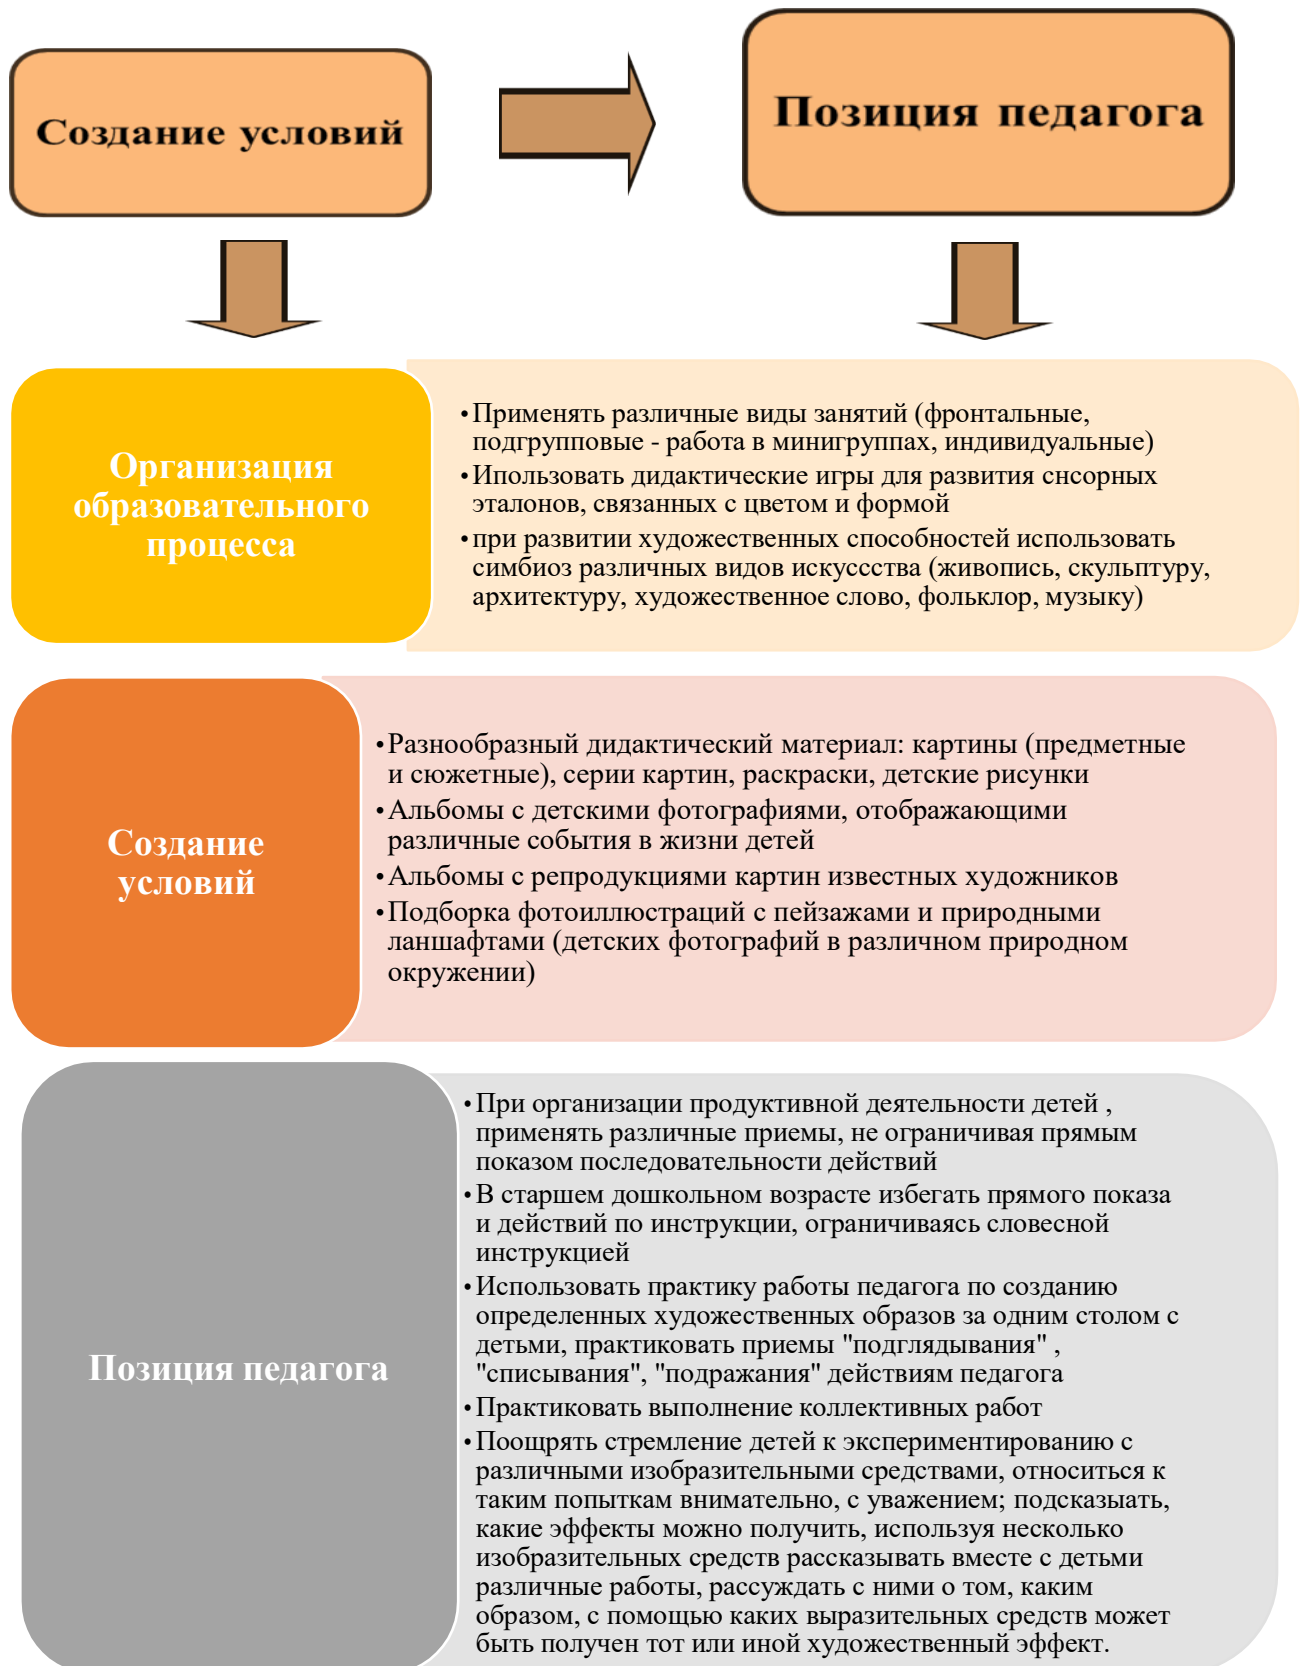 Создание условий
Позиция педагога
Организация
образовательного
процесса
•Применять различные виды занятий (фронтальные,
подгрупповые - работа в минигруппах, индивидуальные)
•Ипользовать дидактические игры для развития снсорных
эталонов, связанных с цветом и формой
•при развитии художественных способностей использовать
симбиоз различных видов искуссства (живопись, скульптуру,
архитектуру, художественное слово, фольклор, музыку)
Создание
условий
•Разнообразный дидактический материал: картины (предметные
и сюжетные), серии картин, раскраски, детские рисунки
•Альбомы с детскими фотографиями, отображающими
различные события в жизни детей
•Альбомы с репродукциями картин известных художников
•Подборка фотоиллюстраций с пейзажами и природными
ланшафтами (детских фотографий в различном природном
окружении)
Позиция педагога
•При организации продуктивной деятельности детей ,
применять различные приемы, не ограничивая прямым
показом последовательности действий
•В старшем дошкольном возрасте избегать прямого показа
и действий по инструкции, ограничиваясь словесной
инструкцией
•Использовать практику работы педагога по созданию
определенных художественных образов за одним столом с
детьми, практиковать приемы "подглядывания" ,
"списывания", "подражания" действиям педагога
•Практиковать выполнение коллективных работ
•Поощрять стремление детей к экспериментированию с
различными изобразительными средствами, относиться к
таким попыткам внимательно, с уважением; подсказыать,
какие эффекты можно получить, используя несколько
изобразительных средств рассказывать вместе с детьми
различные работы, рассуждать с ними о том, каким
образом, с помощью каких выразительных средств может
быть получен тот или иной художественный эффект.